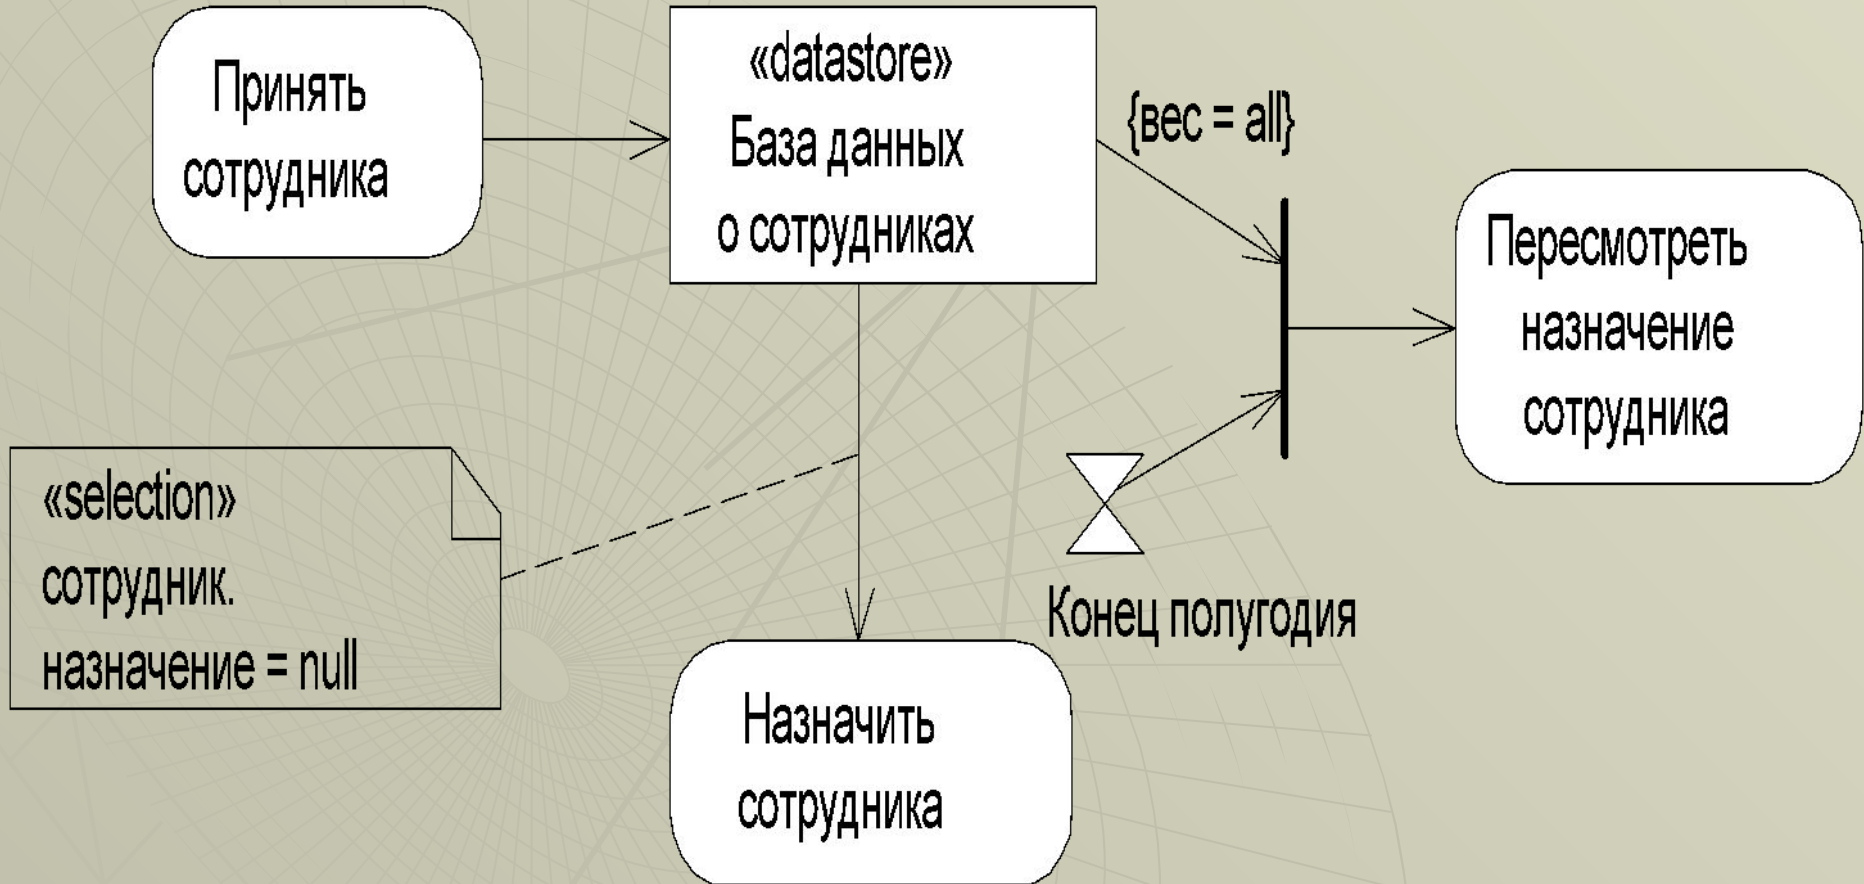 Принять
сотрудника
«datastore»
База данных
о сотрудниках
{вес = all}
Пересмотреть
назначение
сотрудника
«selection»
сотрудник.
назначение = null
Конец полугодия
Назначить
сотрудника